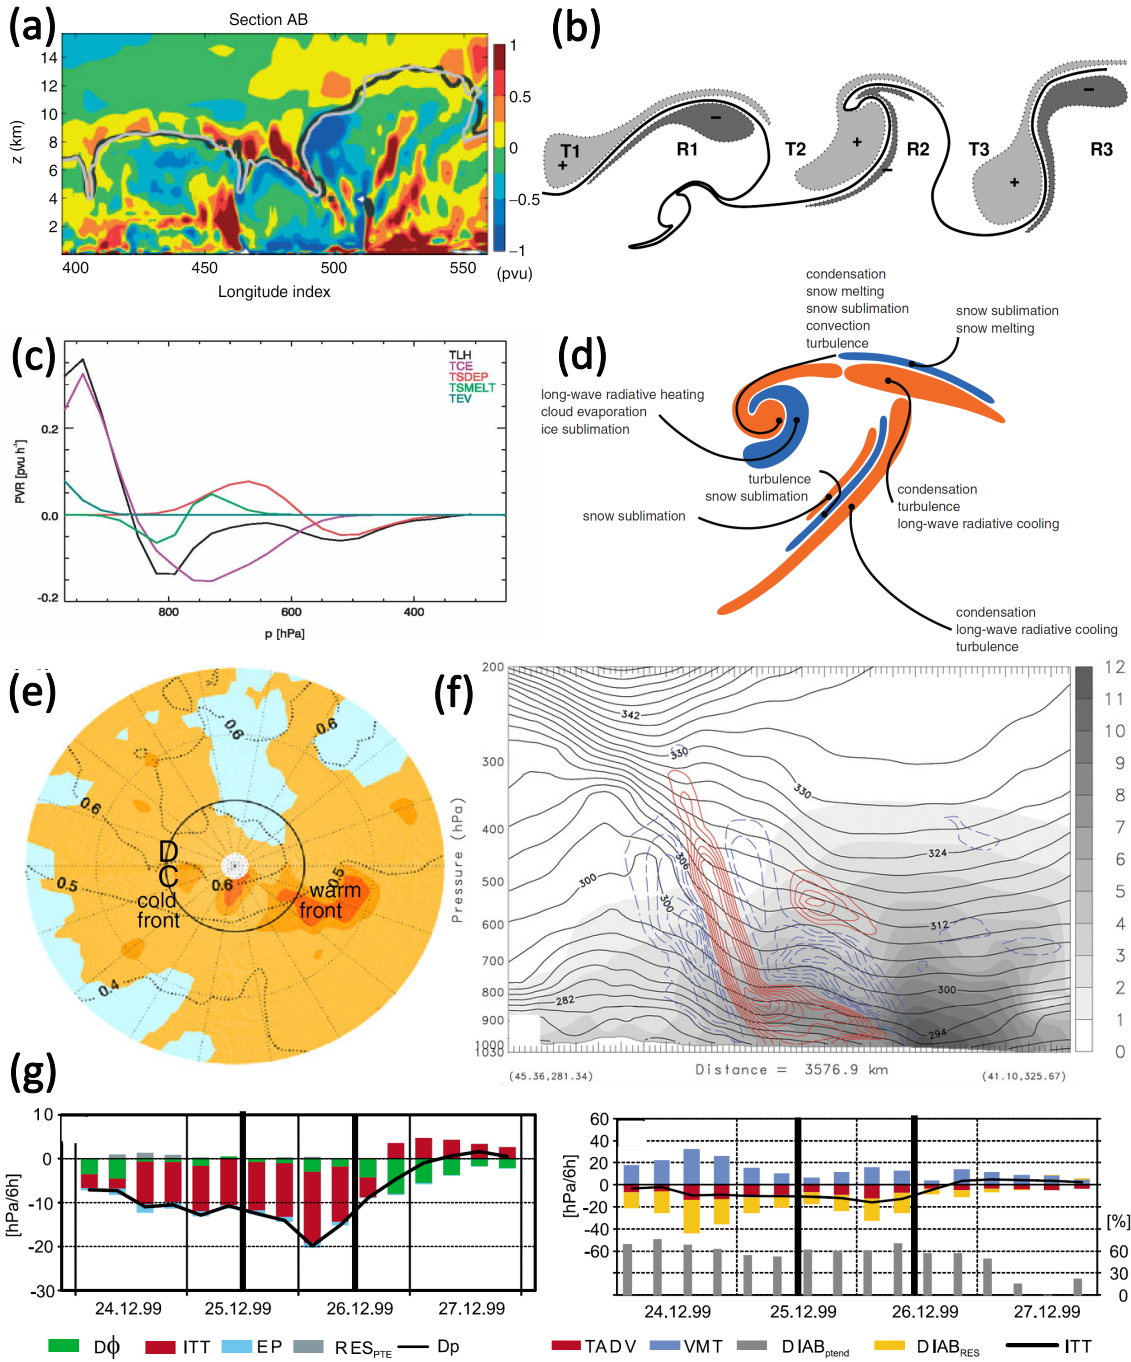 (a)
Section AB
14
12
10
8
6
4
2
z (km)
400
450
500
550
Longitude index
1
0.5
0
−0.5
−1
(pvu)
(b)
T1
+
R1
−
T2
+
R2
−
T3
+
R3
−
(c)
TLH
TCE
TSDEP
TSMELT
TEV
PVR [pvu h⁻¹]
0.2
0.0
-0.2
800
600
400
p [hPa]
(d)
condensation
snow melting
snow sublimation
convection
turbulence
snow sublimation
snow melting
long-wave radiative heating
cloud evaporation
ice sublimation
turbulence
snow sublimation
snow sublimation
condensation
turbulence
long-wave radiative cooling
condensation
long-wave radiative cooling
turbulence
(e)
0.6
0.6
0.6
0.5
0.5
0.6
0.4
D
C
cold
front
warm
front
(f)
200
300
400
500
600
700
800
900
1000
1030
Pressure (hPa)
342
330
330
324
306
300
300
312
300
294
282
12
11
10
9
8
7
6
5
4
3
2
1
0
(45.36,281.34)
Distance = 3576.9 km
(41.10,325.67)
(g)
10
0
-10
-20
-30
[hPa/6h]
24.12.99
25.12.99
26.12.99
27.12.99
DΦ
ITT
EP
RES_PTE
Dp
60
40
20
0
-20
-40
-60
[hPa/6h]
[%]
60
30
0
24.12.99
25.12.99
26.12.99
27.12.99
TADV
VMT
DIAB_ptend
DIAB_RES
ITT